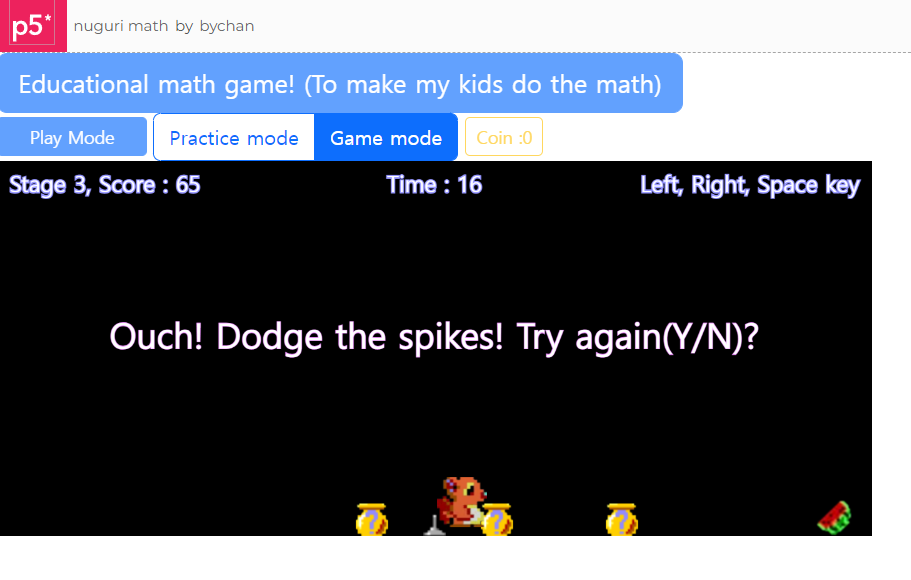 p5* nuguri math by bychan
Educational math game! (To make my kids do the math)
Play Mode Practice mode Game mode Coin :0
Stage 3, Score : 65 Time : 16 Left, Right, Space key
Ouch! Dodge the spikes! Try again(Y/N)?
? ? ?